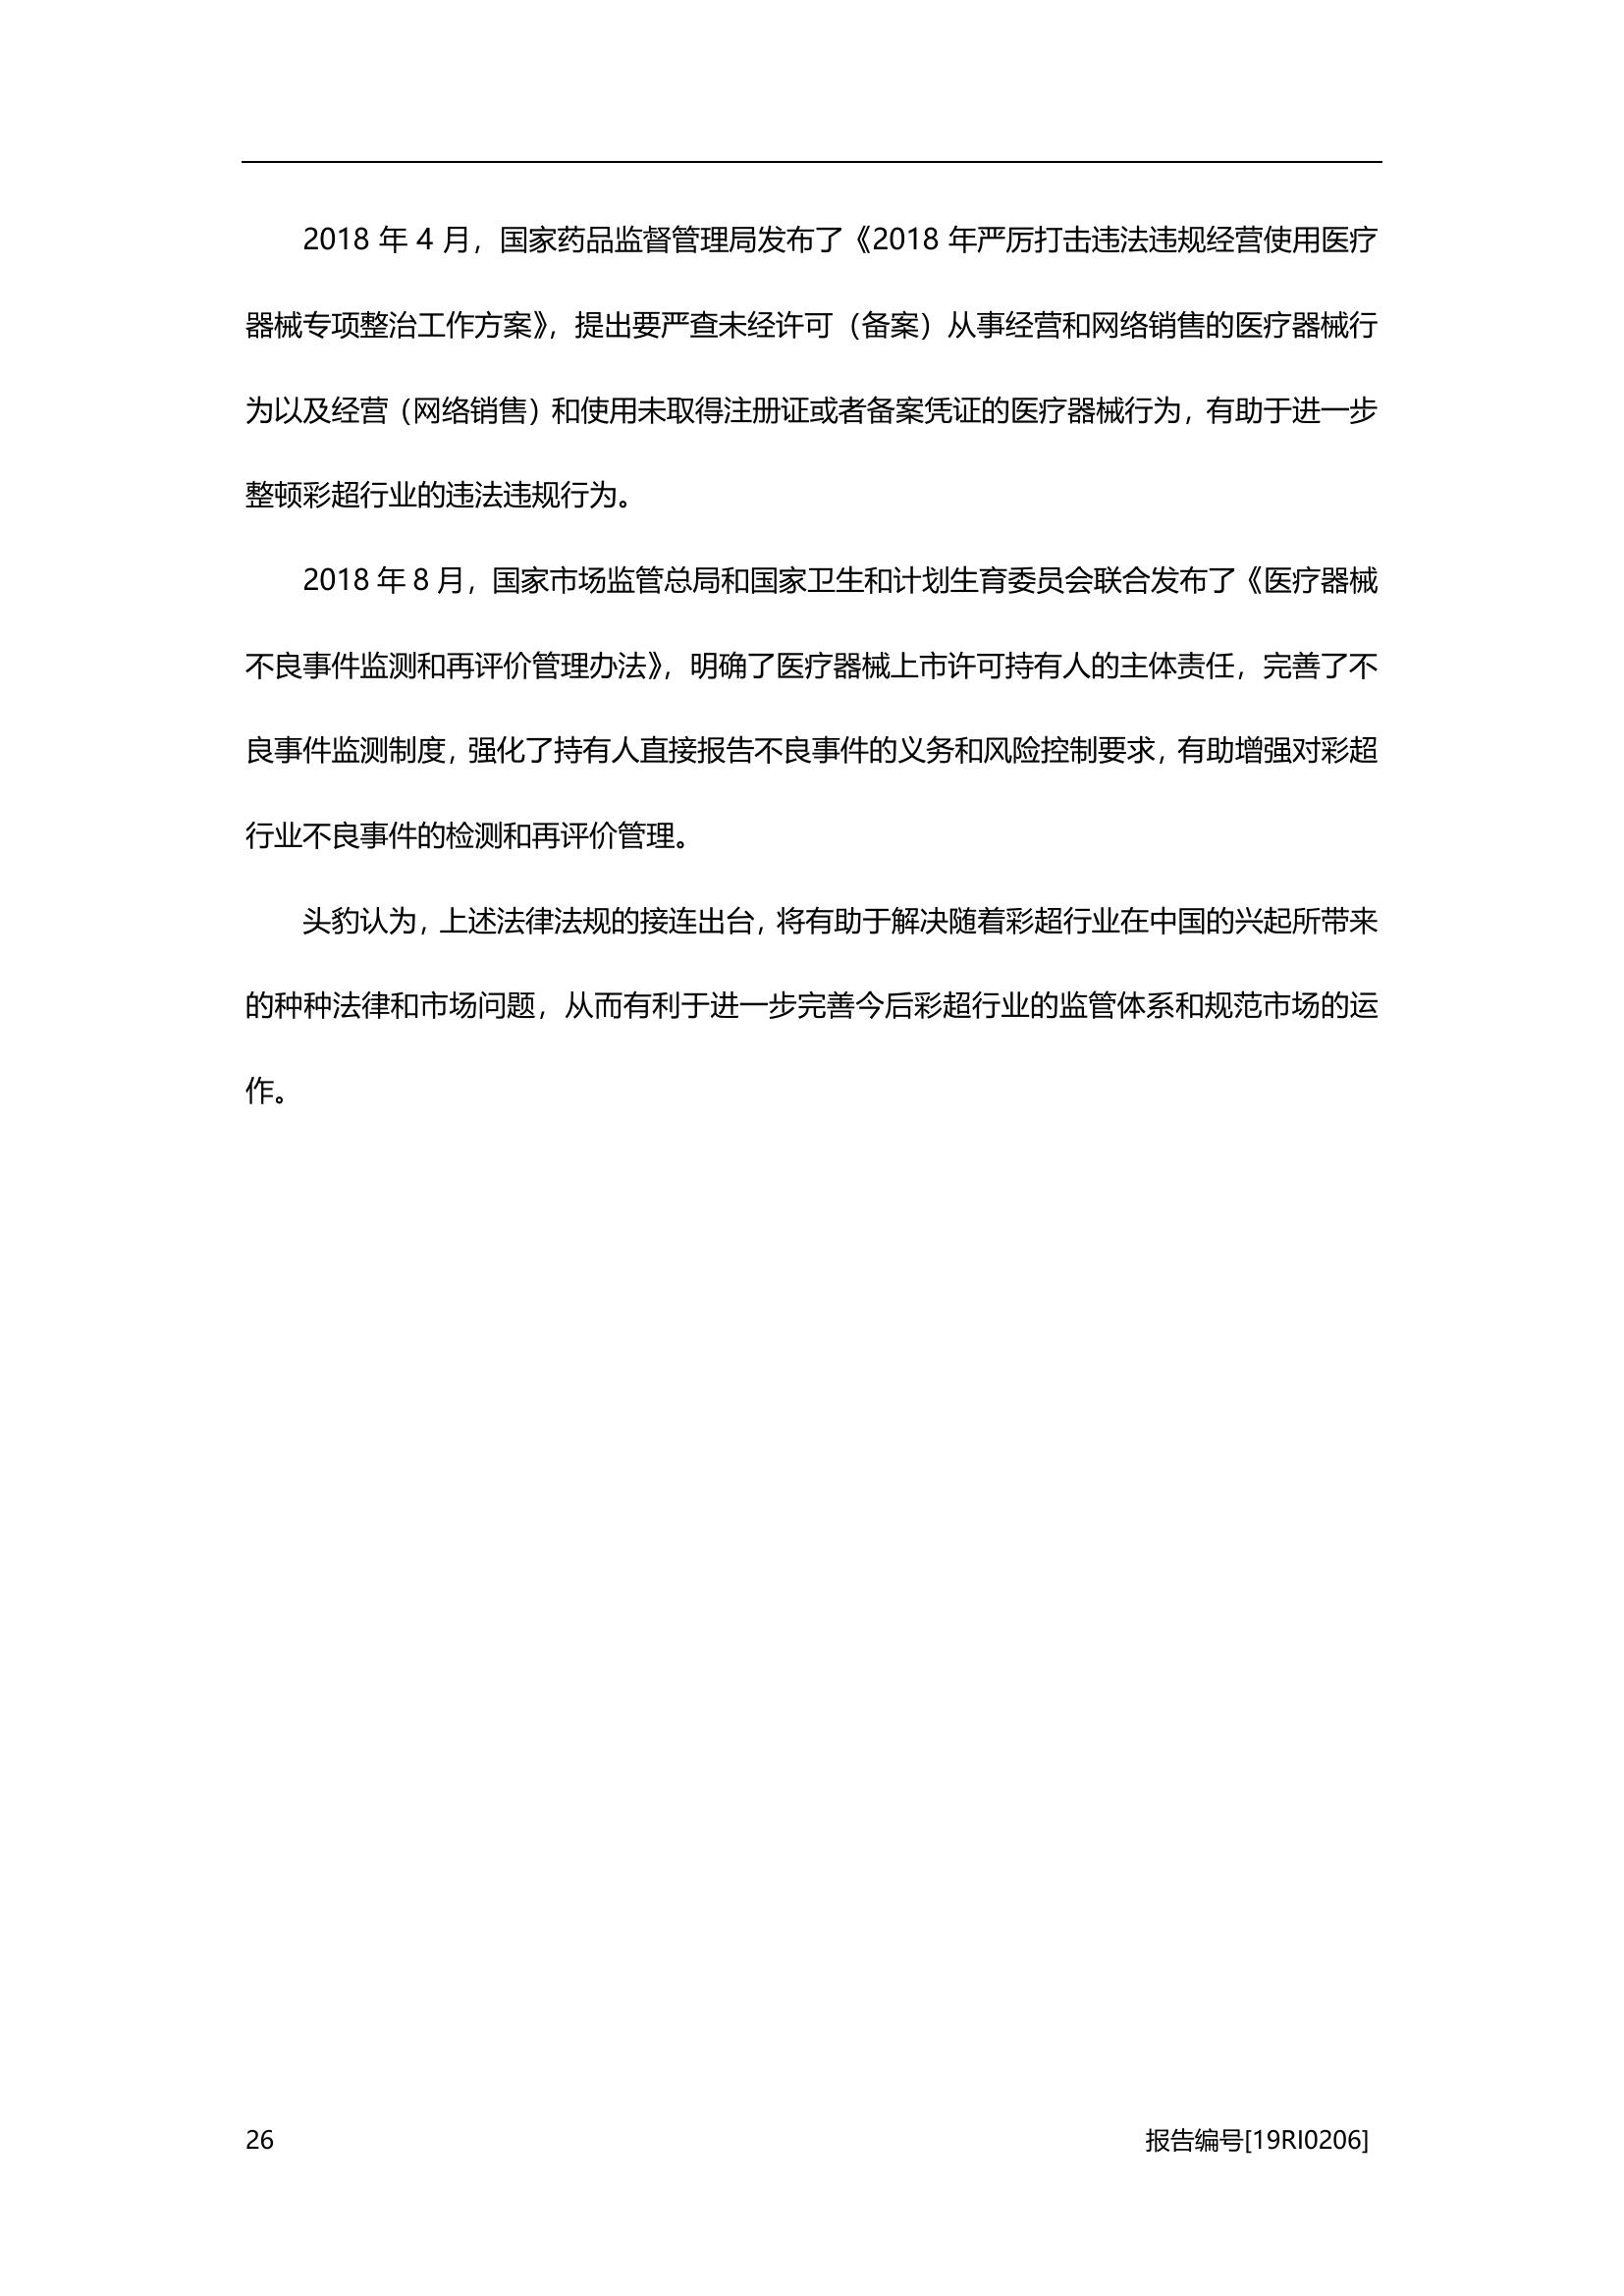 2018 年 4 月，国家药品监督管理局发布了《2018 年严厉打击违法违规经营使用医疗
器械专项整治工作方案》，提出要严查未经许可（备案）从事经营和网络销售的医疗器械行
为以及经营（网络销售）和使用未取得注册证或者备案凭证的医疗器械行为，有助于进一步
整顿彩超行业的违法违规行为。
2018 年 8 月，国家市场监管总局和国家卫生和计划生育委员会联合发布了《医疗器械
不良事件监测和再评价管理办法》，明确了医疗器械上市许可持有人的主体责任，完善了不
良事件监测制度，强化了持有人直接报告不良事件的义务和风险控制要求，有助增强对彩超
行业不良事件的检测和再评价管理。
头豹认为，上述法律法规的接连出台，将有助于解决随着彩超行业在中国的兴起所带来
的种种法律和市场问题，从而有利于进一步完善今后彩超行业的监管体系和规范市场的运
作。
26 报告编号[19RI0206]